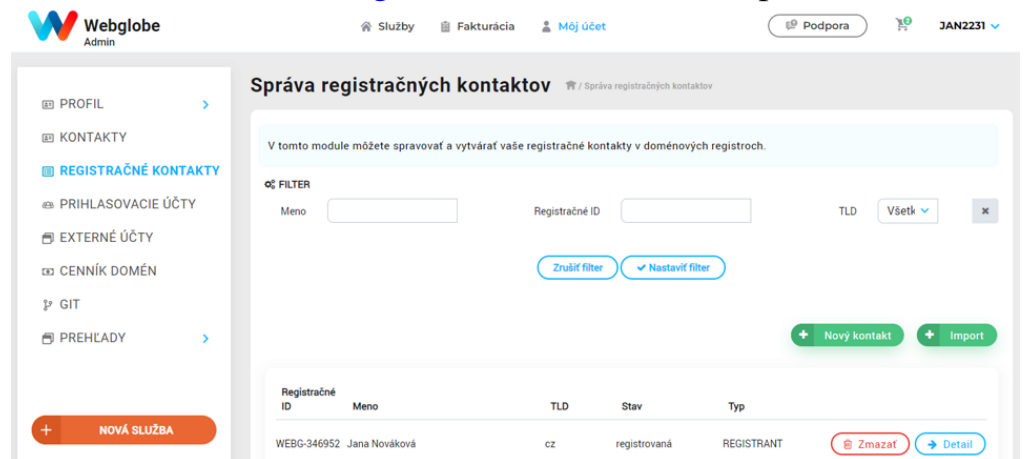 Webglobe
Admin
Služby
Fakturácia
Môj účet
Podpora
2
JAN2231
PROFIL
KONTAKTY
REGISTRAČNÉ KONTAKTY
PRIHLASOVACIE ÚČTY
EXTERNÉ ÚČTY
CENNÍK DOMÉN
GIT
PREHĽADY
NOVÁ SLUŽBA
Správa registračných kontaktov
/ Správa registračných kontaktov
V tomto module môžete spravovať a vytvárať vaše registračné kontakty v doménových registroch.
FILTER
Meno
Registračné ID
TLD
Všetk
Zrušiť filter
Nastaviť filter
Nový kontakt
Import
Registračné ID
Meno
TLD
Stav
Typ
WEBG-346952
Jana Nováková
cz
registrovaná
REGISTRANT
Zmazať
Detail